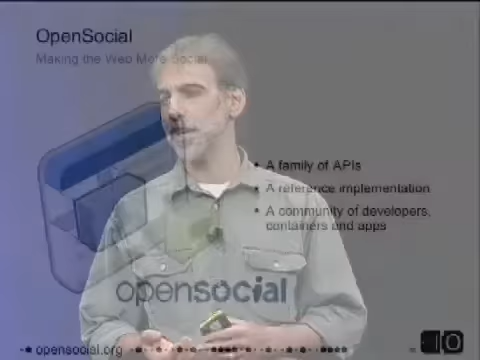 OpenSocial
Making the Web More Social
• A family of APIs
• A reference implementation
• A community of developers,
containers and apps
opensocial
opensocial.org
IO